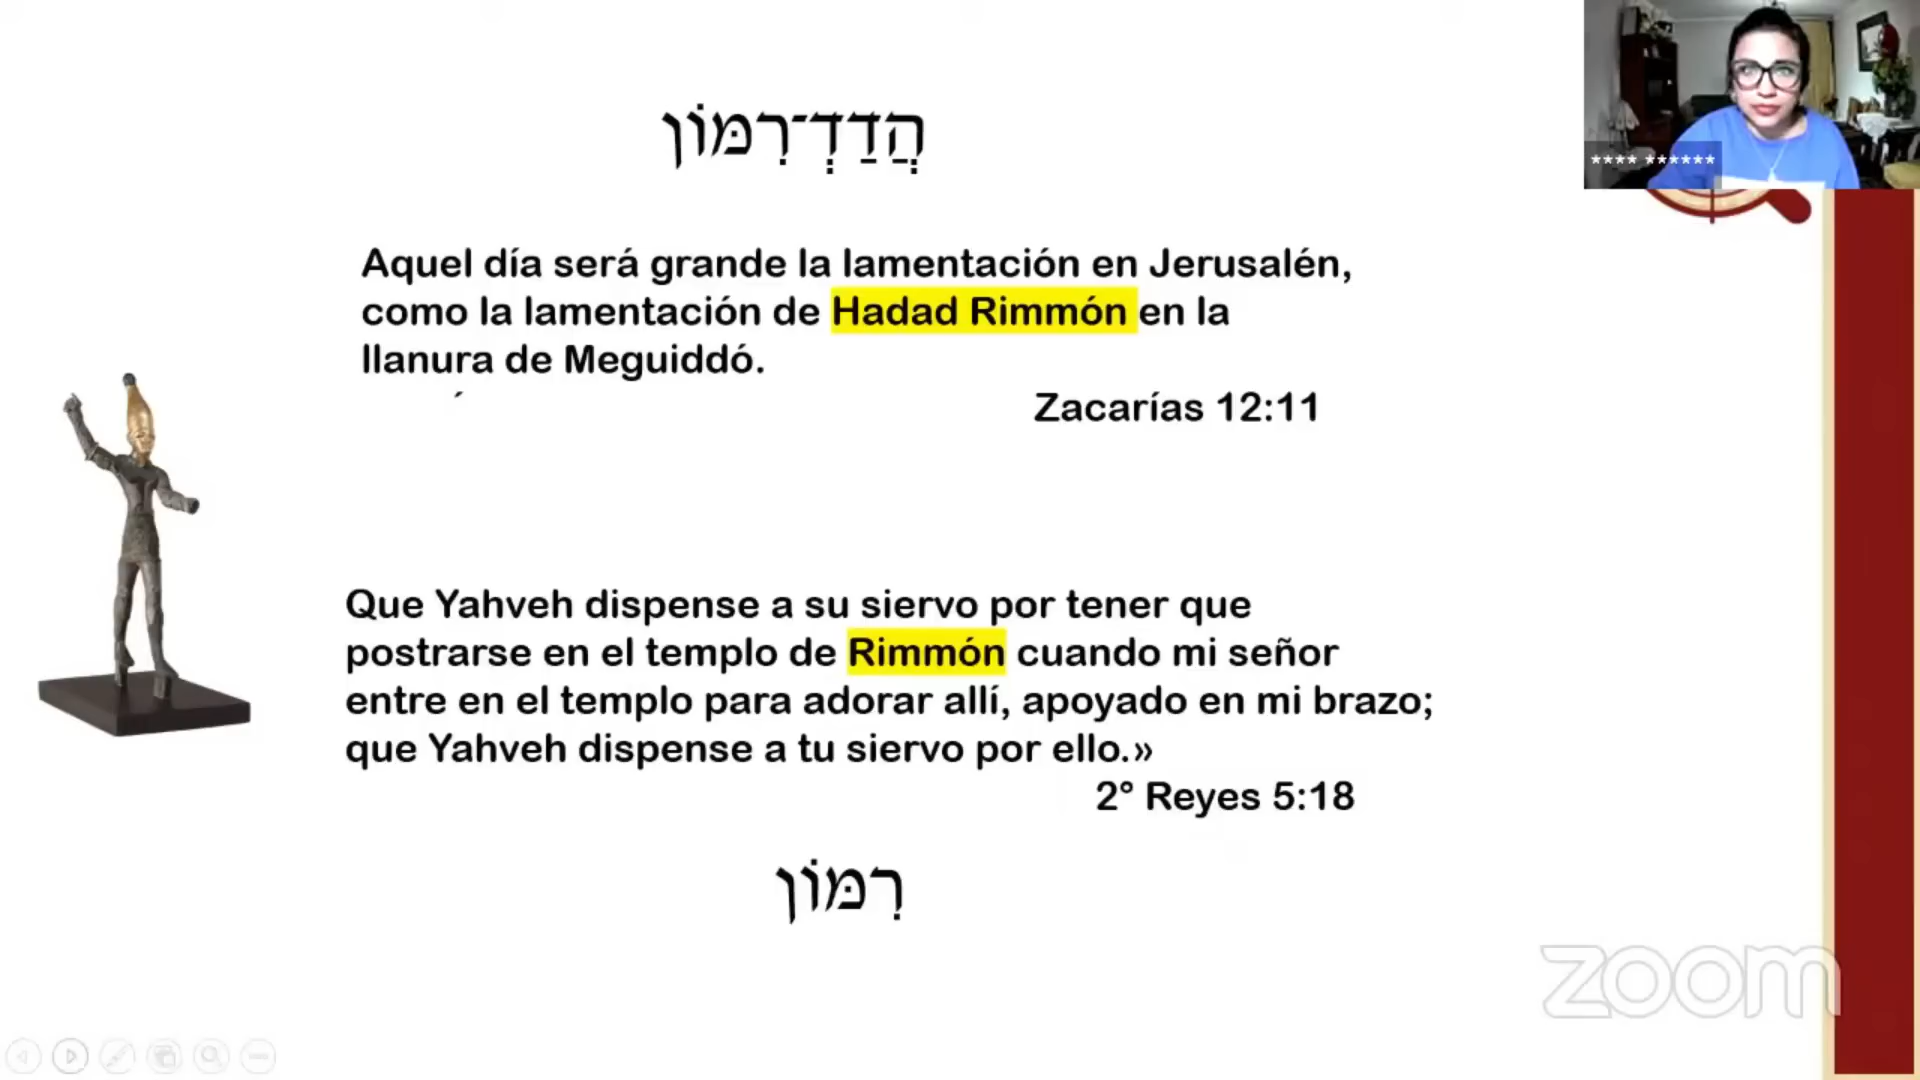 הֲדַדְ־רִמּוֹן
**** ******
Aquel día será grande la lamentación en Jerusalén,
como la lamentación de Hadad Rimmón en la
llanura de Meguiddó.
Zacarías 12:11
Que Yahveh dispense a su siervo por tener que
postrarse en el templo de Rimmón cuando mi señor
entre en el templo para adorar allí, apoyado en mi brazo;
que Yahveh dispense a tu siervo por ello.»
2° Reyes 5:18
רִמּוֹן
zoom